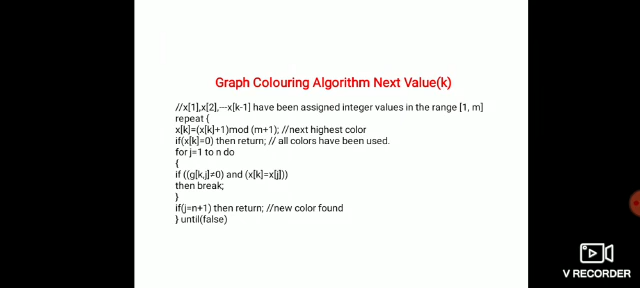 Graph Colouring Algorithm Next Value(k)
//x[1],x[2],---x[k-1] have been assigned integer values in the range [1, m]
repeat {
x[k]=(x[k]+1)mod (m+1); //next highest color
if(x[k]=0) then return; // all colors have been used.
for j=1 to n do
{
if ((g[k,j]≠0) and (x[k]=x[j]))
then break;
}
if(j=n+1) then return; //new color found
} until(false)
V RECORDER